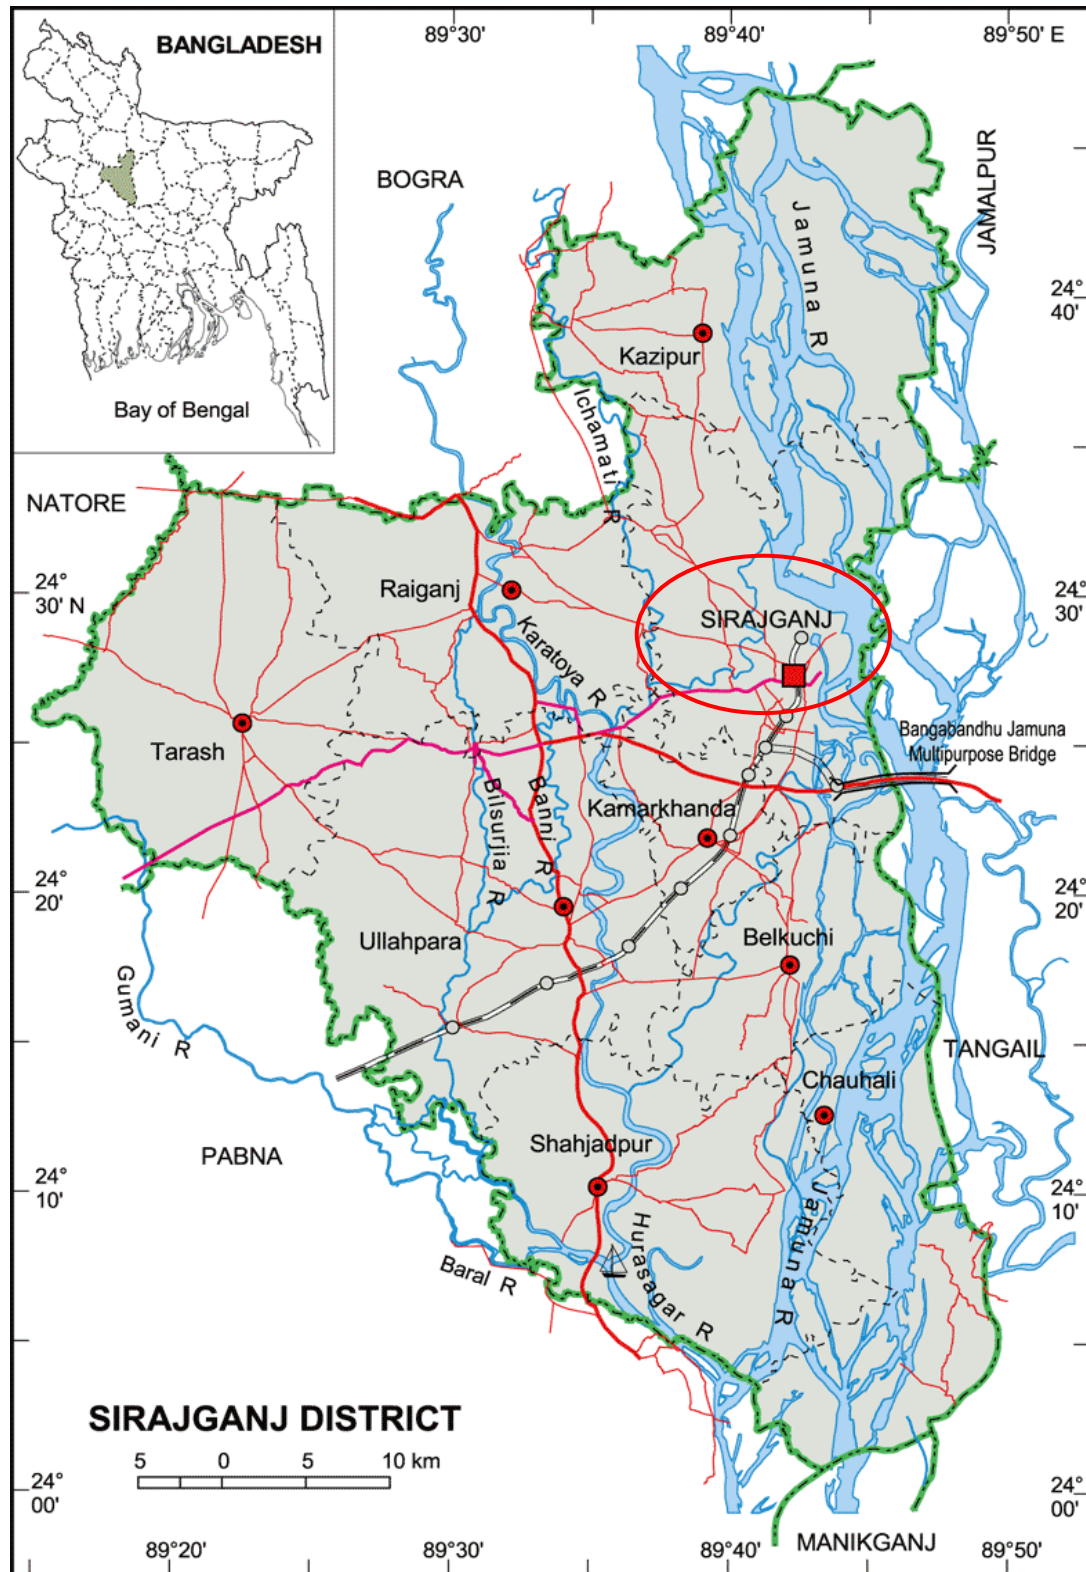 89°30'
89°40'
89°50' E
BANGLADESH
Bay of Bengal
BOGRA
JAMALPUR
Jamuna R
24°
40'
24°
40'
Kazipur
Ichamati R
NATORE
24°
30' N
24°
30'
Raiganj
SIRAJGANJ
Karatoya R
Tarash
Bangabandhu Jamuna
Multipurpose Bridge
Bilsurjia R
Banni R
Kamarkhanda
24°
20'
24°
20'
Ullahpara
Belkuchi
Gumani R
TANGAIL
Chauhali
PABNA
Shahjadpur
24°
10'
24°
10'
Jamuna R
Hurasagar R
Baral R
SIRAJGANJ DISTRICT
5 0 5 10 km
24°
00'
24°
00'
MANIKGANJ
89°20'
89°30'
89°40'
89°50'